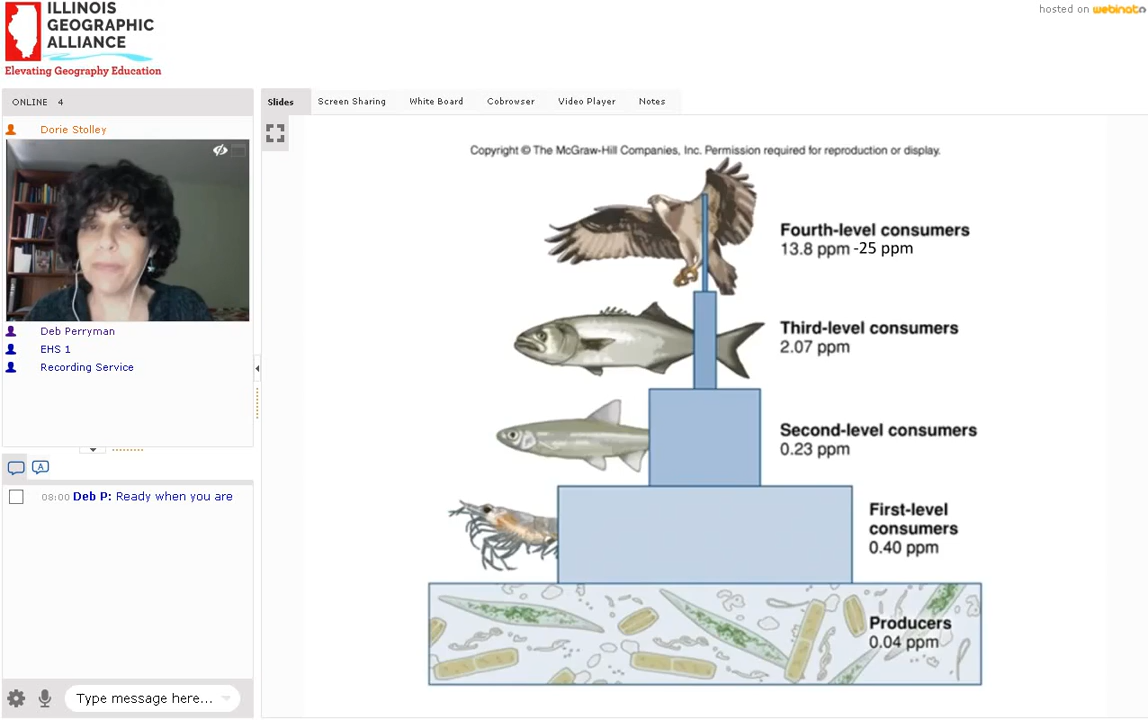 ILLINOIS
GEOGRAPHIC
ALLIANCE
Elevating Geography Education
hosted on webinato
ONLINE 4
Dorie Stolley
Deb Perryman
EHS 1
Recording Service
A
08:00 Deb P: Ready when you are
Type message here...
Slides Screen Sharing White Board Cobrowser Video Player Notes
Copyright © The McGraw-Hill Companies, Inc. Permission required for reproduction or display.
Fourth-level consumers
13.8 ppm -25 ppm
Third-level consumers
2.07 ppm
Second-level consumers
0.23 ppm
First-level
consumers
0.40 ppm
Producers
0.04 ppm